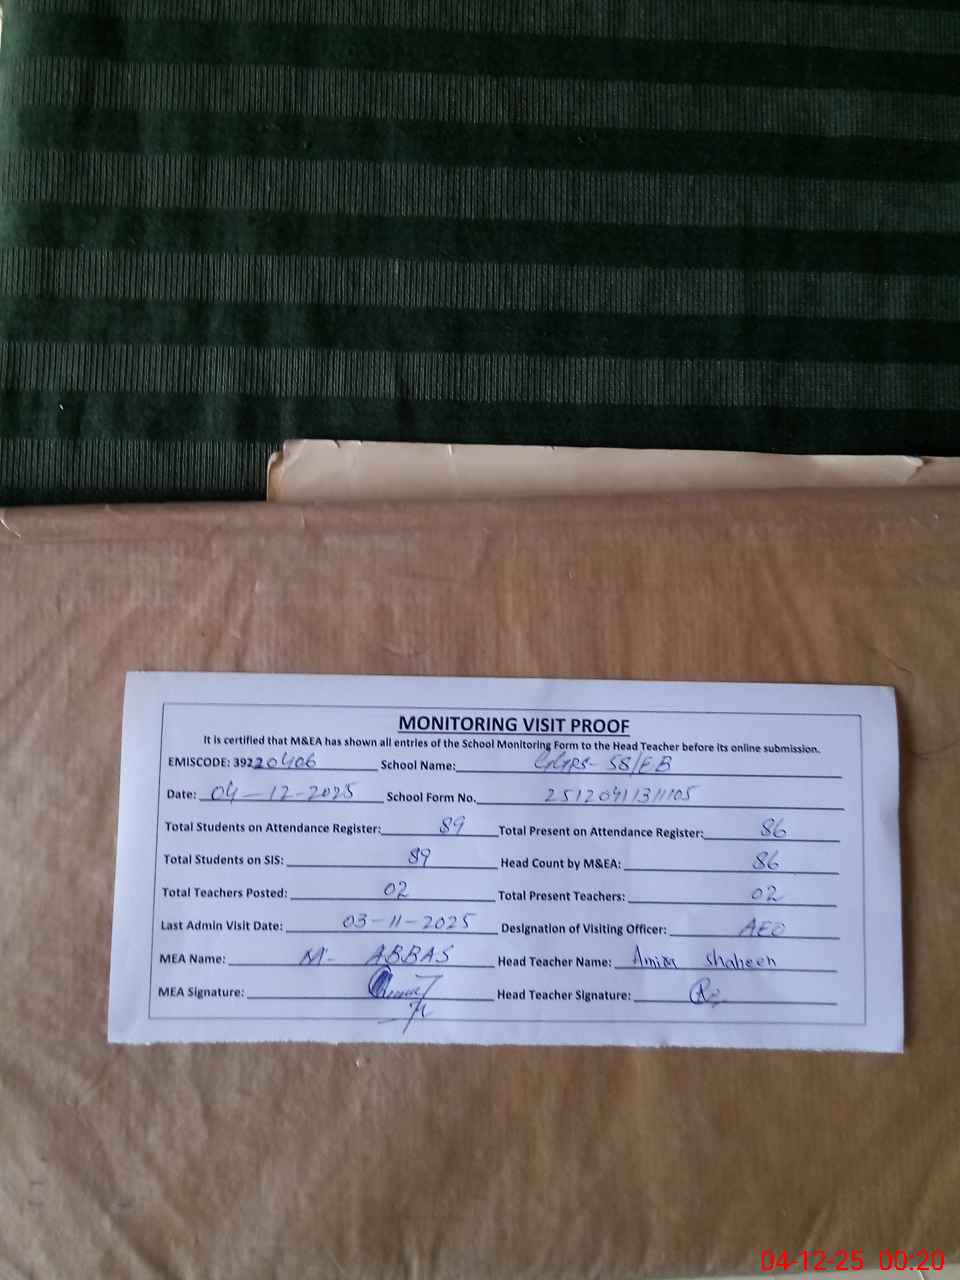 MONITORING VISIT PROOF
It is certified that M&EA has shown all entries of the School Monitoring Form to the Head Teacher before its online submission.
EMISCODE: 39220406 School Name: GGPS- 58/EB
Date: 04-12-2025 School Form No. 25120411311105
Total Students on Attendance Register: 89 Total Present on Attendance Register: 86
Total Students on SIS: 89 Head Count by M&EA: 86
Total Teachers Posted: 02 Total Present Teachers: 02
Last Admin Visit Date: 03-11-2025 Designation of Visiting Officer: AEO
MEA Name: M- ABBAS Head Teacher Name: Shaheen
MEA Signature: Head Teacher Signature:
04-12-25 00:20